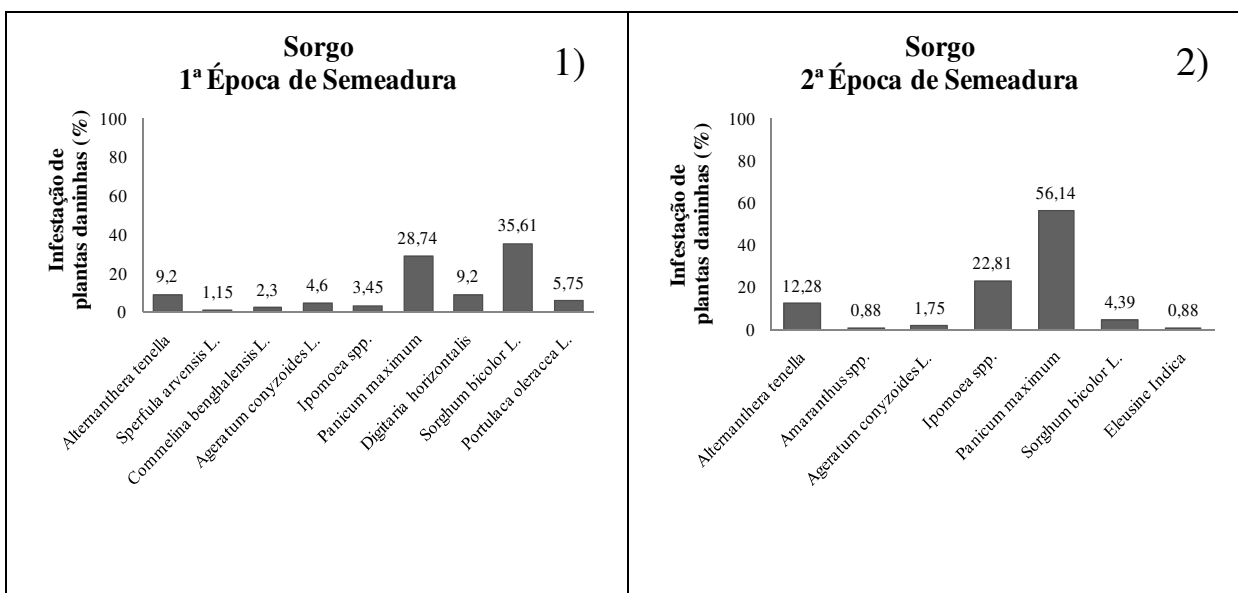 Sorgo
1ª Época de Semeadura
1)
Infestação de
plantas daninhas (%)
100
80
60
40
20
0
9,2
1,15
2,3
4,6
3,45
28,74
9,2
35,61
5,75
Alternanthera tenella
Sperfula arvensis L.
Commelina benghalensis L.
Ageratum conyzoides L.
Ipomoea spp.
Panicum maximum
Digitaria horizontalis
Sorghum bicolor L.
Portulaca oleracea L.
Sorgo
2ª Época de Semeadura
2)
Infestação de
plantas daninhas (%)
100
80
60
40
20
0
12,28
0,88
1,75
22,81
56,14
4,39
0,88
Alternanthera tenella
Amaranthus spp.
Ageratum conyzoides L.
Ipomoea spp.
Panicum maximum
Sorghum bicolor L.
Eleusine Indica